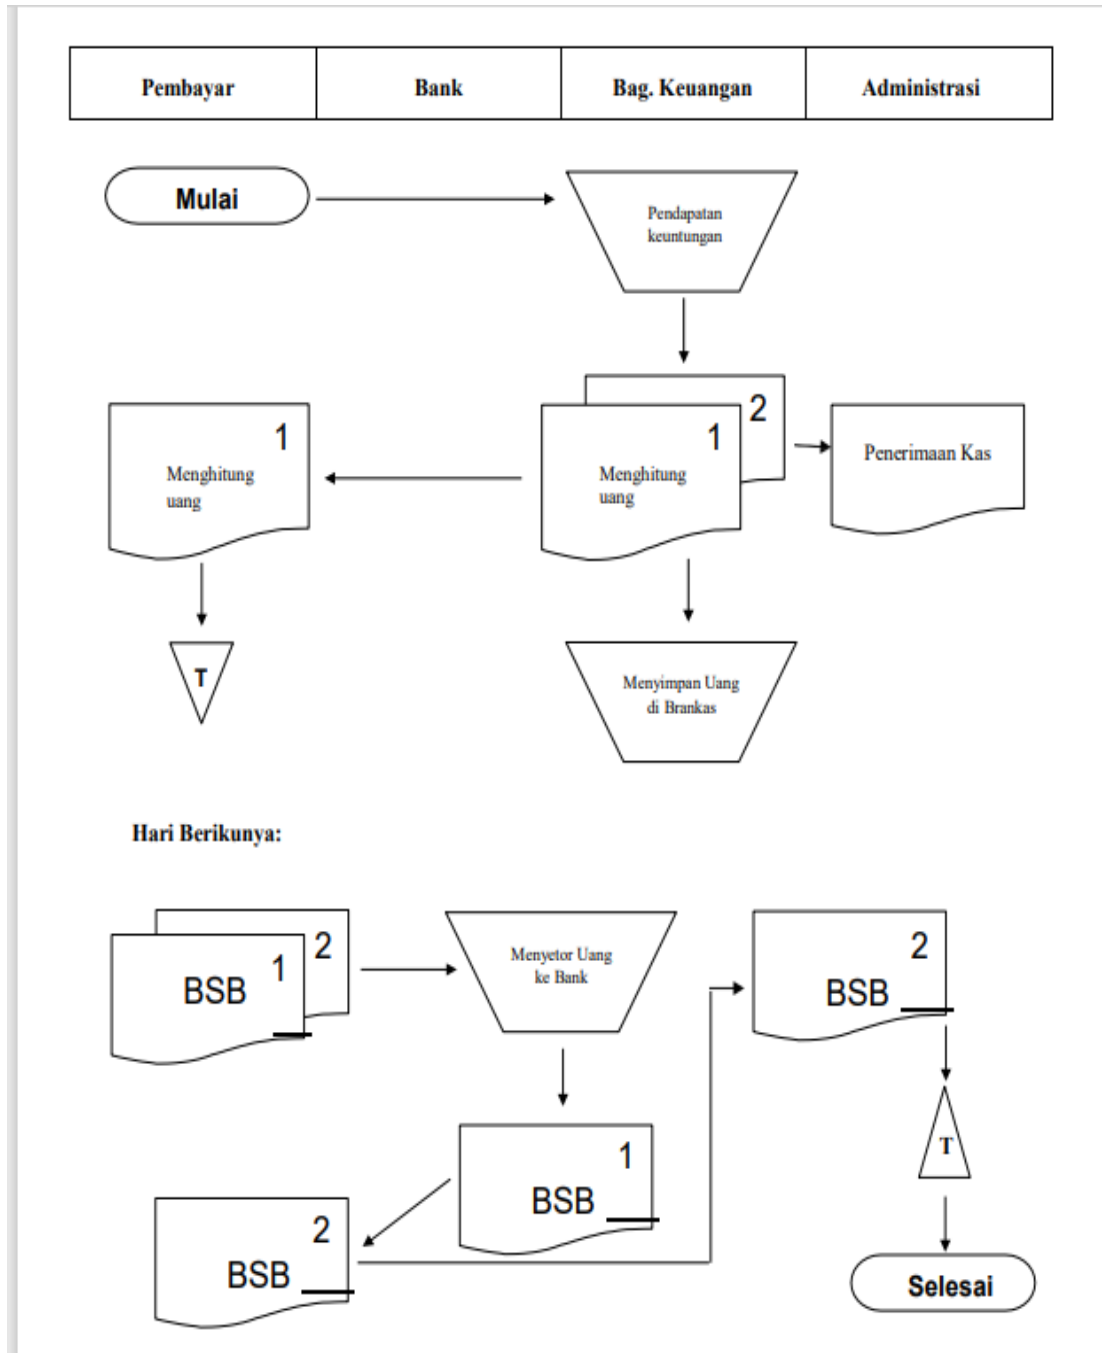 Pembayar
Bank
Bag. Keuangan
Administrasi
Mulai
Pendapatan
keuntungan
1
Menghitung
uang
2
1
Menghitung
uang
Penerimaan Kas
T
Menyimpan Uang
di Brankas
Hari Berikunya:
2
1
BSB
Menyetor Uang
ke Bank
2
BSB
1
BSB
T
2
BSB
Selesai